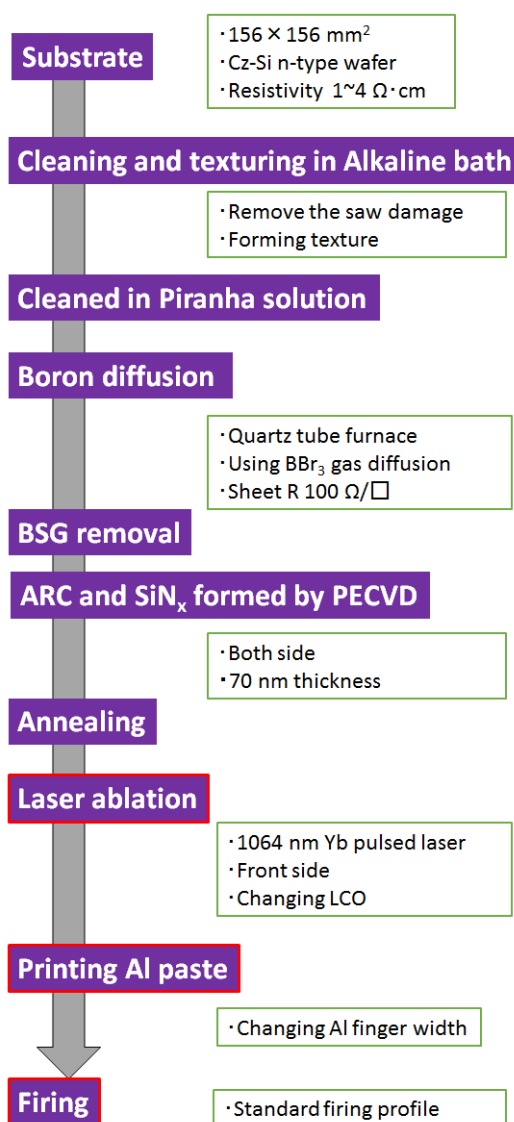 Substrate
・156 × 156 mm²
・Cz-Si n-type wafer
・Resistivity 1~4 Ω・cm
Cleaning and texturing in Alkaline bath
・Remove the saw damage
・Forming texture
Cleaned in Piranha solution
Boron diffusion
・Quartz tube furnace
・Using BBr₃ gas diffusion
・Sheet R 100 Ω/□
BSG removal
ARC and SiNₓ formed by PECVD
・Both side
・70 nm thickness
Annealing
Laser ablation
・1064 nm Yb pulsed laser
・Front side
・Changing LCO
Printing Al paste
・Changing Al finger width
Firing
・Standard firing profile